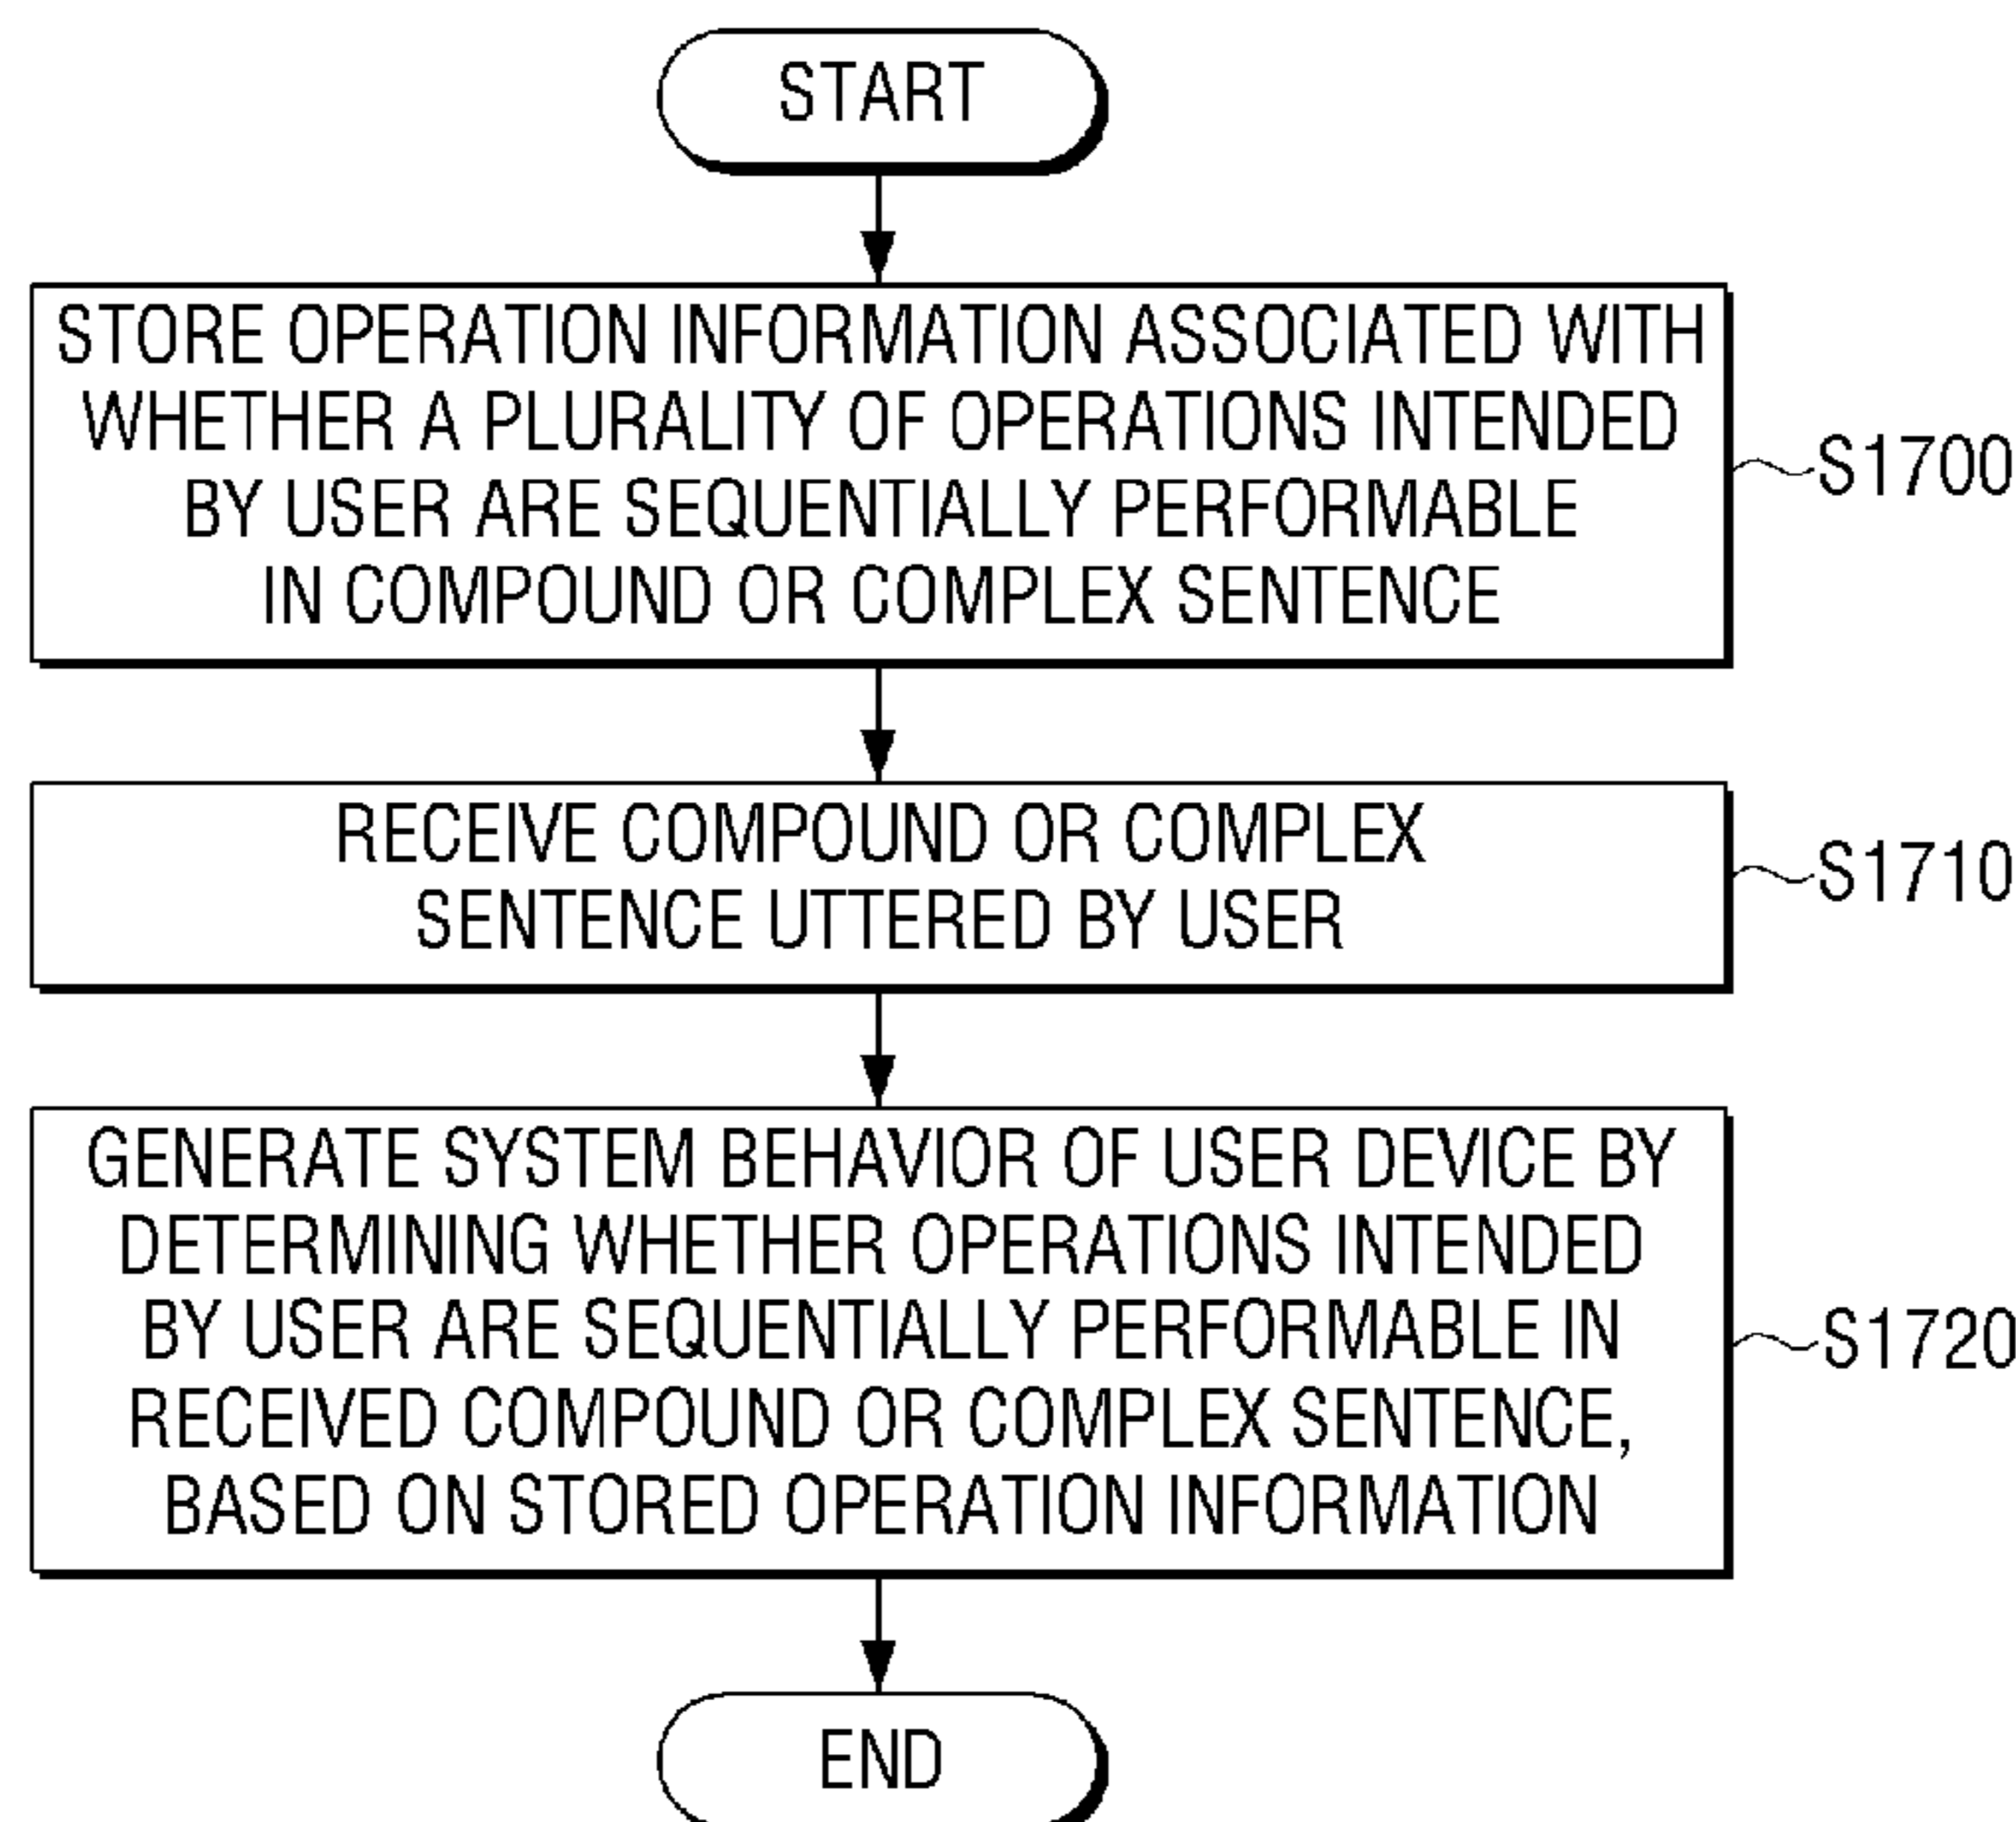 START
STORE OPERATION INFORMATION ASSOCIATED WITH
WHETHER A PLURALITY OF OPERATIONS INTENDED
BY USER ARE SEQUENTIALLY PERFORMABLE
IN COMPOUND OR COMPLEX SENTENCE
S1700
RECEIVE COMPOUND OR COMPLEX
SENTENCE UTTERED BY USER
S1710
GENERATE SYSTEM BEHAVIOR OF USER DEVICE BY
DETERMINING WHETHER OPERATIONS INTENDED
BY USER ARE SEQUENTIALLY PERFORMABLE IN
RECEIVED COMPOUND OR COMPLEX SENTENCE,
BASED ON STORED OPERATION INFORMATION
S1720
END